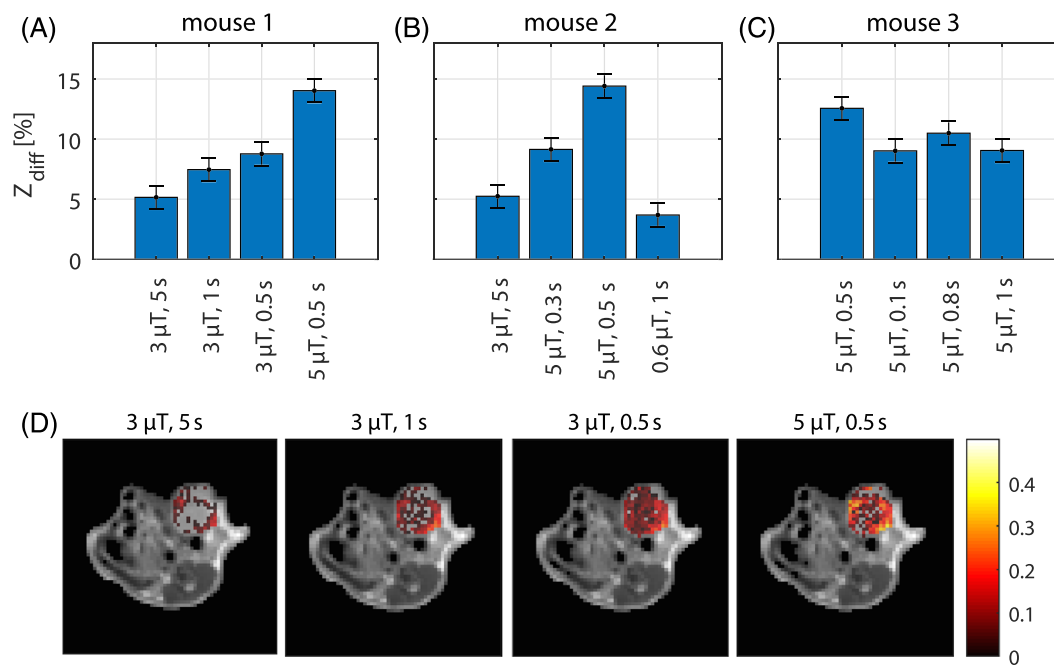 (A) mouse 1 (B) mouse 2 (C) mouse 3
Z_diff [%]
15
10
5
0
3 µT, 5 s
3 µT, 1 s
3 µT, 0.5 s
5 µT, 0.5 s
3 µT, 5 s
5 µT, 0.3 s
5 µT, 0.5 s
0.6 µT, 1 s
5 µT, 0.5 s
5 µT, 0.1 s
5 µT, 0.8 s
5 µT, 1 s
(D) 3 µT, 5 s 3 µT, 1 s 3 µT, 0.5 s 5 µT, 0.5 s
0.4
0.3
0.2
0.1
0